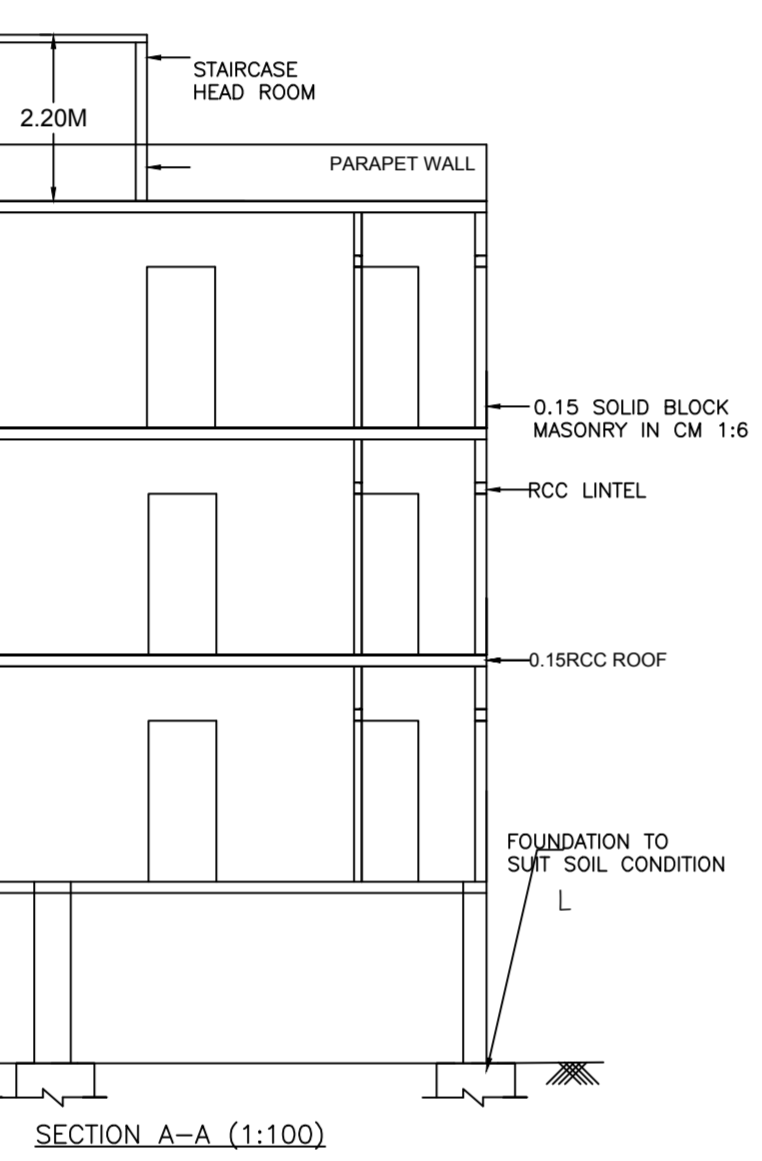 STAIRCASE
HEAD ROOM
2.20M
PARAPET WALL
0.15 SOLID BLOCK
MASONRY IN CM 1:6
RCC LINTEL
0.15RCC ROOF
FOUNDATION TO
SUIT SOIL CONDITION
L
SECTION A-A (1:100)